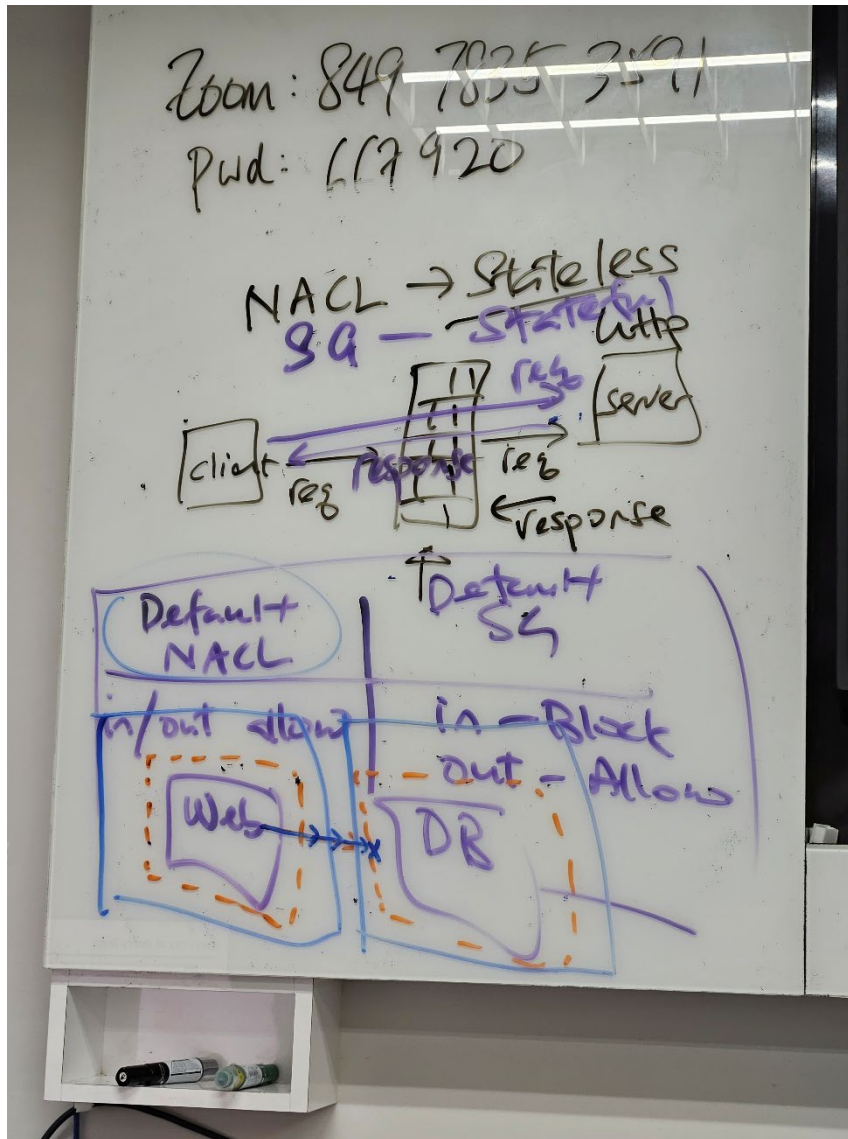 Zoom: 849 7835 3591
Pwd: 117920
NACL → Stateless
SG — Stateful
http
req
client
server
req
response
req
response
Default
NACL
Default
SG
in/out allow
in - Block
out - Allow
Web
DB